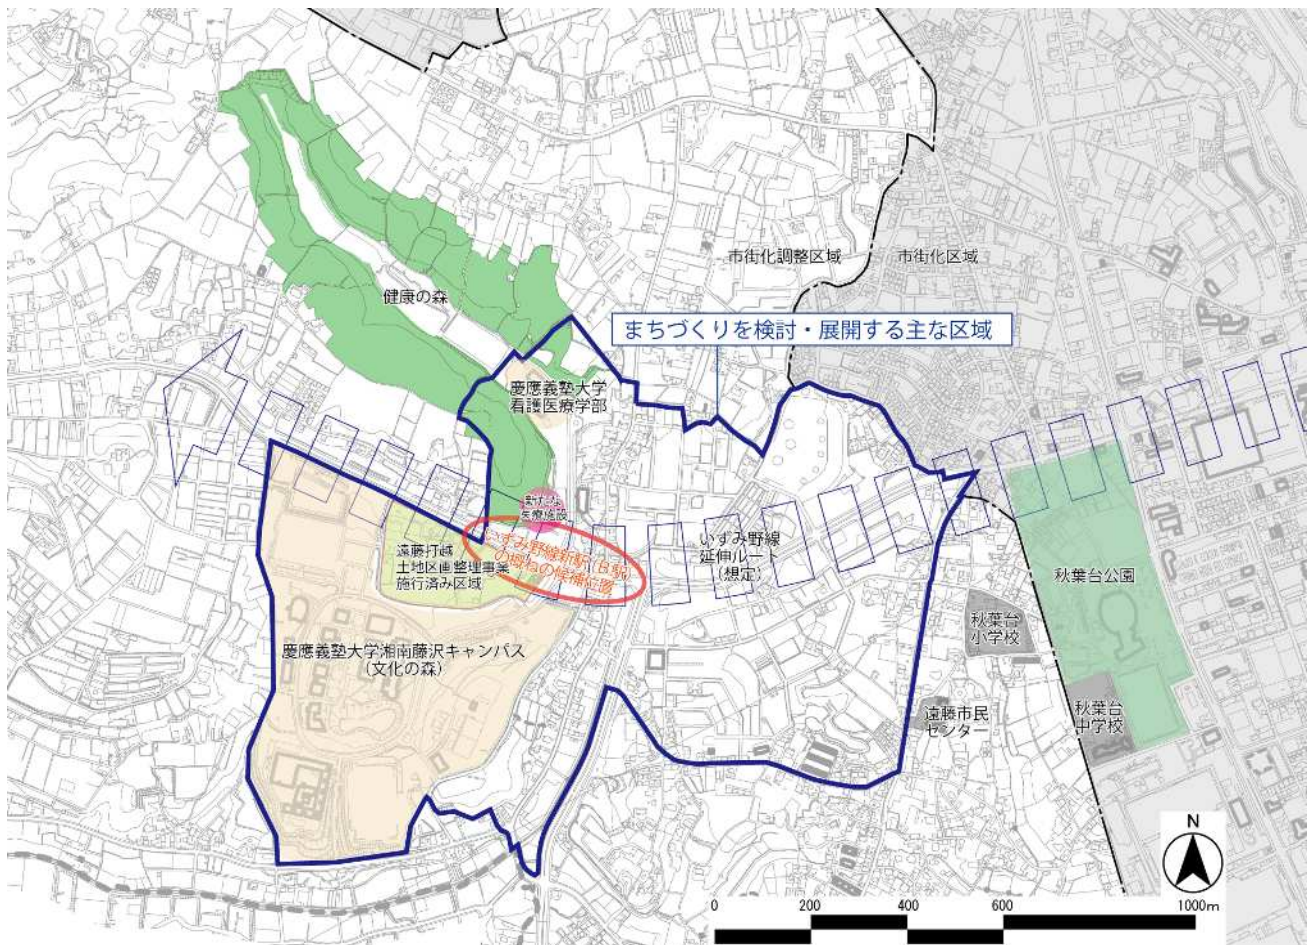 市街化調整区域
市街化区域
健康の森
まちづくりを検討・展開する主な区域
慶應義塾大学
看護医療学部
新たな
医療施設
いずみ野線新駅(B駅)
の概ねの候補位置
いずみ野線
延伸ルート
(想定)
遠藤打越
土地区画整理事業
施行済み区域
秋葉台公園
秋葉台
小学校
慶應義塾大学湘南藤沢キャンパス
(文化の森)
遠藤市民
センター
秋葉台
中学校
N
0 200 400 600 1000m